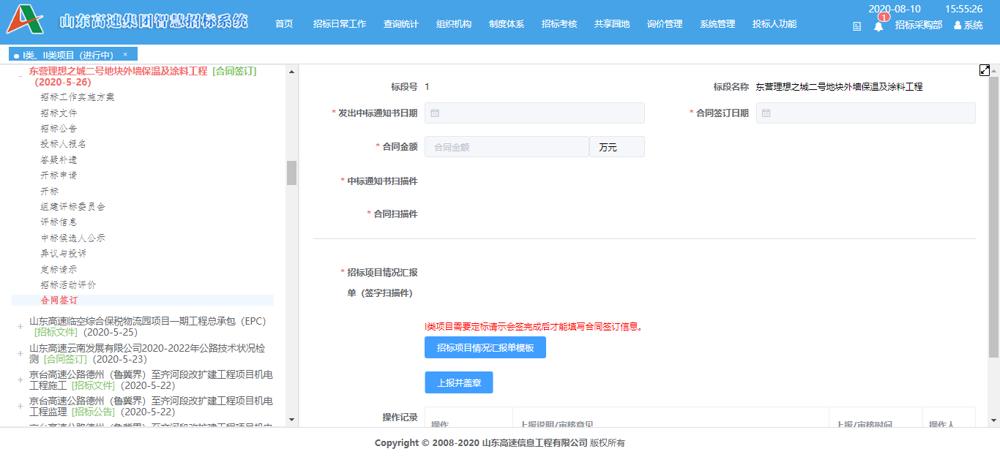 山东高速集团智慧招标系统
首页 招标日常工作 查询统计 组织机构 制度体系 招标考核 共享园地 询价管理 系统管理 投标人功能
2020-08-10 15:55:26
1
招标采购部 系统
I类、II类项目（进行中） ×
东营理想之城二号地块外墙保温及涂料工程 [合同签订]
（2020-5-26）
招标工作实施方案
招标文件
招标公告
投标人报名
答疑补遗
开标申请
开标
组建评标委员会
评标信息
中标候选人公示
异议与投诉
定标请示
招标活动评价
合同签订
山东高速临空综合保税物流园项目一期工程总承包（EPC）
[招标文件]（2020-5-25）
山东高速云南发展有限公司2020-2022年公路技术状况检
测 [合同签订]（2020-5-23）
京台高速公路德州（鲁冀界）至齐河段改扩建工程项目机电
工程施工 [招标文件]（2020-5-22）
京台高速公路德州（鲁冀界）至齐河段改扩建工程项目机电
工程监理 [招标公告]（2020-5-22）
京台高速公路德州（鲁冀界）至齐河段改扩建工程项目机电
标段号 1
标段名称 东营理想之城二号地块外墙保温及涂料工程
* 发出中标通知书日期
* 合同签订日期
* 合同金额 合同金额 万元
* 中标通知书扫描件
* 合同扫描件
* 招标项目情况汇报
单（签字扫描件）
I类项目需要定标请示会签完成后才能填写合同签订信息。
招标项目情况汇报单模板
上报并盖章
操作记录
操作 上报说明/审核意见 上报/审核时间 操作人
Copyright © 2008-2020 山东高速信息工程有限公司 版权所有